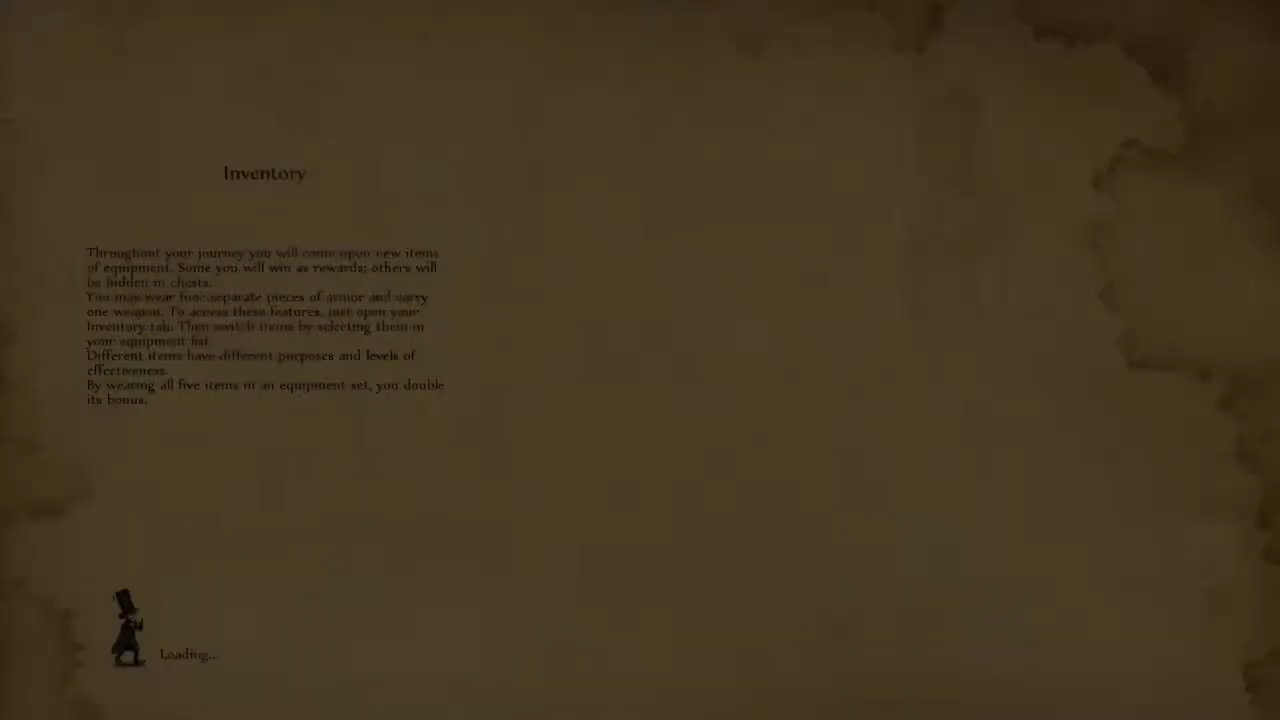 Inventory
Throughout your journey you will come upon new items
of equipment. Some you will win as rewards; others will
be hidden in chests.
You may wear four separate pieces of armor and carry
one weapon. To access these features, just open your
Inventory tab. Then switch items by selecting them in
your equipment list.
Different items have different purposes and levels of
effectiveness.
By wearing all five items in an equipment set, you double
its bonus.
Loading...